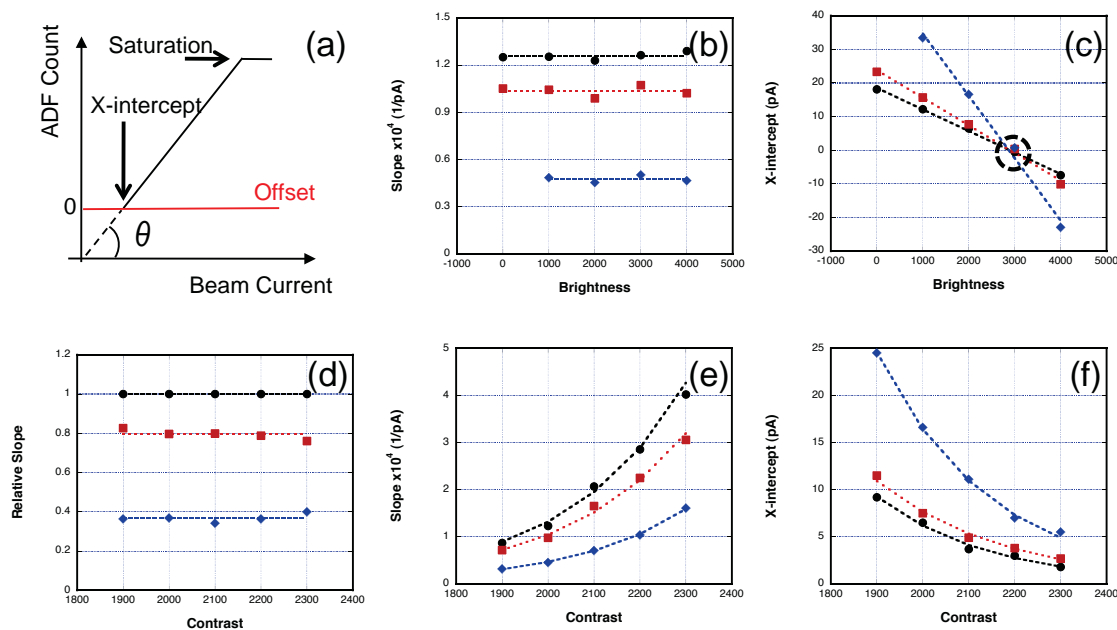 (a)
ADF Count
Saturation
X-intercept
Offset
0
θ
Beam Current
(b)
Slope x10⁴ (1/pA)
1.5
1.2
0.9
0.6
0.3
0
-1000 0 1000 2000 3000 4000 5000
Brightness
(c)
X-intercept (pA)
40
30
20
10
0
-10
-20
-30
-1000 0 1000 2000 3000 4000 5000
Brightness
(d)
Relative Slope
1.2
1
0.8
0.6
0.4
0.2
0
1800 1900 2000 2100 2200 2300 2400
Contrast
(e)
Slope x10⁴ (1/pA)
5
4
3
2
1
0
1800 1900 2000 2100 2200 2300 2400
Contrast
(f)
X-intercept (pA)
25
20
15
10
5
0
1800 1900 2000 2100 2200 2300 2400
Contrast